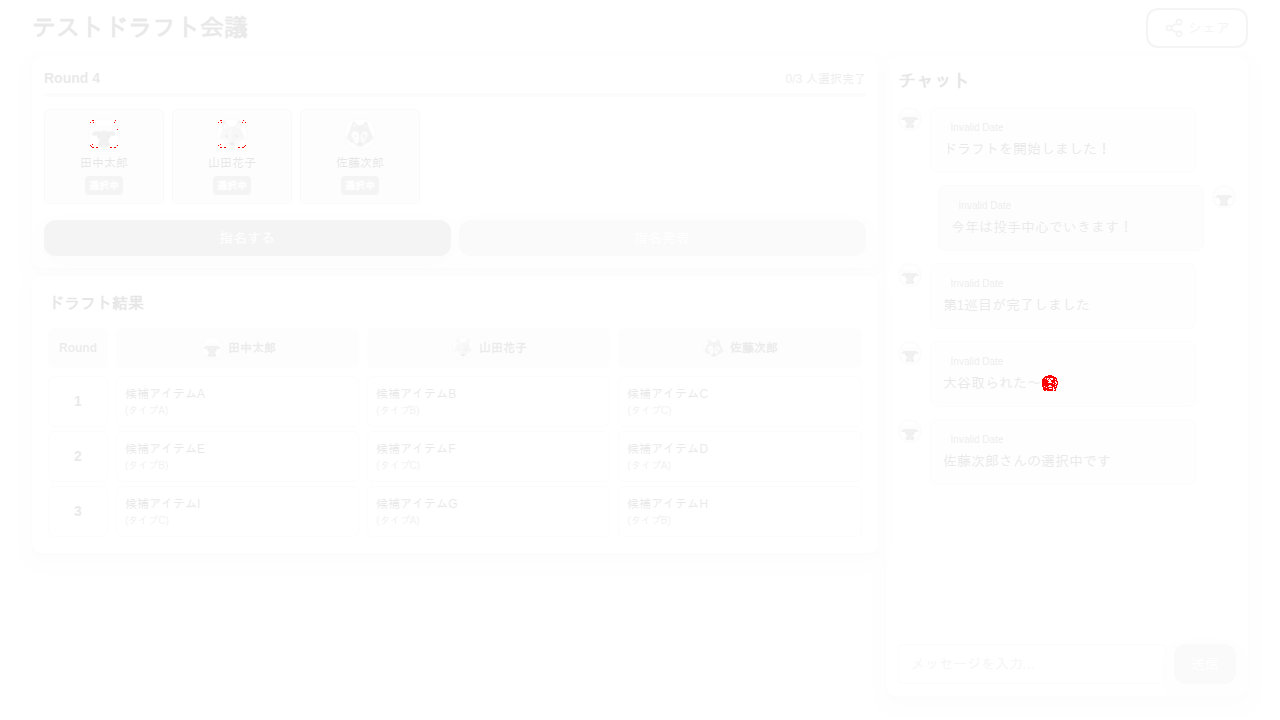 テストドラフト会議
シェア
Round 4
0/3 人選択完了
田中太郎
選択中
山田花子
選択中
佐藤次郎
選択中
指名する
ドラフト結果
Round
田中太郎
山田花子
佐藤次郎
1
候補アイテムA
(タイプA)
候補アイテムB
(タイプB)
候補アイテムC
(タイプC)
2
候補アイテムE
(タイプB)
候補アイテムF
(タイプC)
候補アイテムD
(タイプA)
3
候補アイテムI
(タイプC)
候補アイテムG
(タイプA)
候補アイテムH
(タイプB)
チャット
Invalid Date
ドラフトを開始しました！
Invalid Date
今年は投手中心でいきます！
Invalid Date
第1巡目が完了しました
Invalid Date
大谷取られた〜
Invalid Date
佐藤次郎さんの選択中です
メッセージを入力...
送信